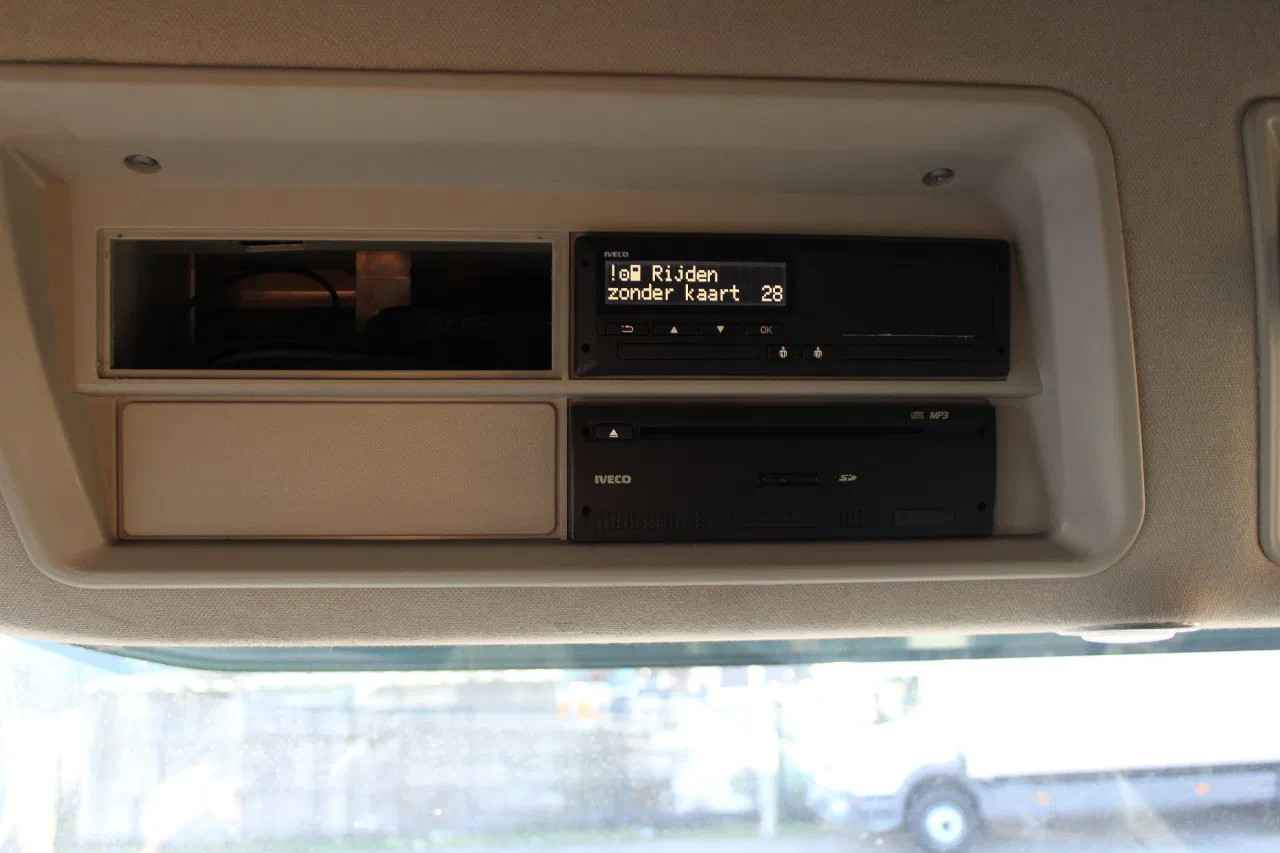 IVECO
! Rijden
zonder kaart 28
OK
MP3
IVECO
SD